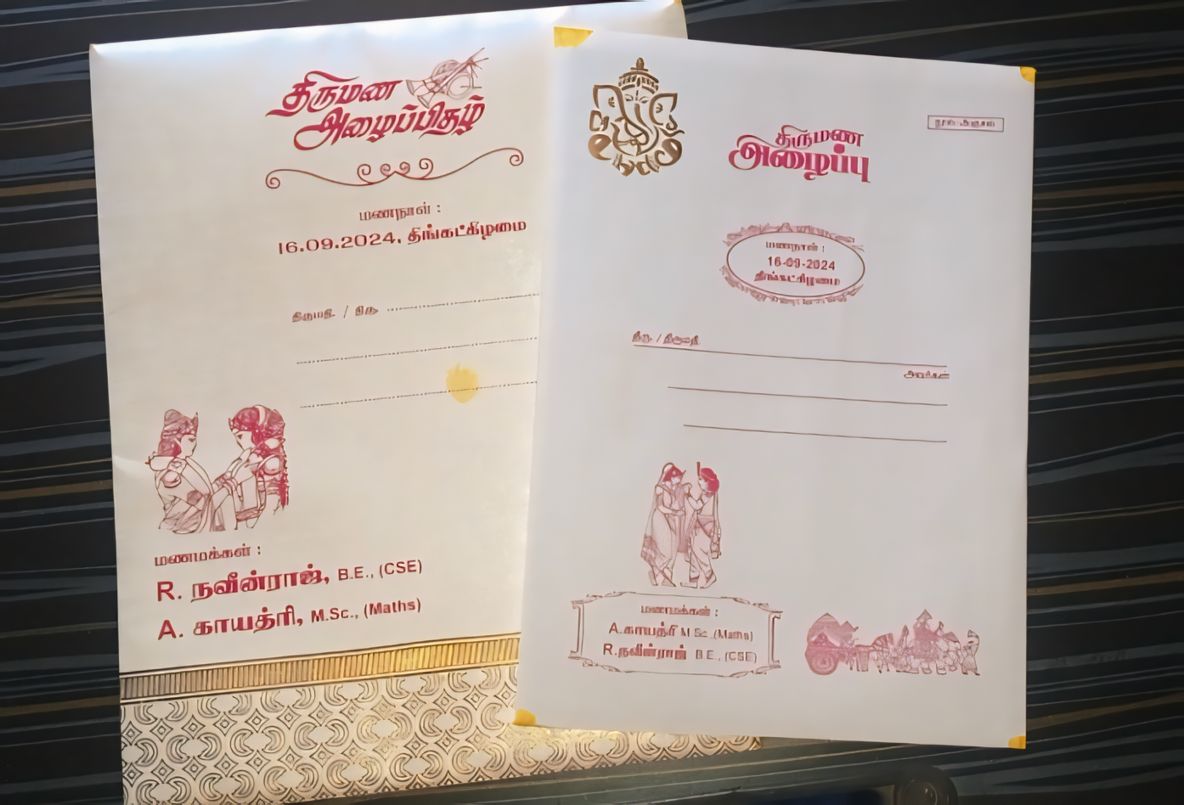 திருமண
அழைப்பிதழ்
மணநாள் :
16.09.2024, திங்கட்கிழமை
திருமதி. / திரு.
மணமக்கள் :
R. நவீன்ராஜ், B.E., (CSE)
A. காயத்ரி, M.Sc., (Maths)
திருமண
அழைப்பு
மணநாள் :
16-09-2024
திங்கட்கிழமை
திரு. / திருமதி
அவர்கள்
மணமக்கள் :
A.காயத்ரி M.Sc.,(Maths)
R.நவீன்ராஜ் B.E., (CSE)